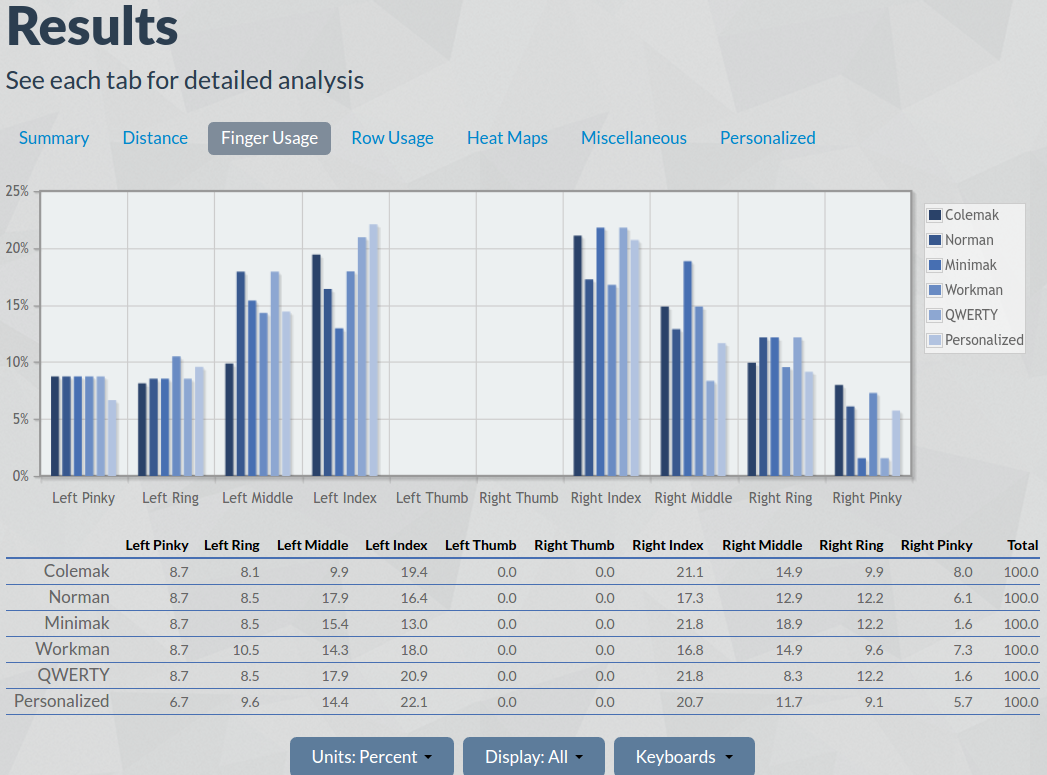 Results
See each tab for detailed analysis
Summary Distance Finger Usage Row Usage Heat Maps Miscellaneous Personalized
25%
20%
15%
10%
5%
0%
Left Pinky Left Ring Left Middle Left Index Left Thumb Right Thumb Right Index Right Middle Right Ring Right Pinky
Colemak
Norman
Minimak
Workman
QWERTY
Personalized
Left Pinky Left Ring Left Middle Left Index Left Thumb Right Thumb Right Index Right Middle Right Ring Right Pinky Total
Colemak 8.7 8.1 9.9 19.4 0.0 0.0 21.1 14.9 9.9 8.0 100.0
Norman 8.7 8.5 17.9 16.4 0.0 0.0 17.3 12.9 12.2 6.1 100.0
Minimak 8.7 8.5 15.4 13.0 0.0 0.0 21.8 18.9 12.2 1.6 100.0
Workman 8.7 10.5 14.3 18.0 0.0 0.0 16.8 14.9 9.6 7.3 100.0
QWERTY 8.7 8.5 17.9 20.9 0.0 0.0 21.8 8.3 12.2 1.6 100.0
Personalized 6.7 9.6 14.4 22.1 0.0 0.0 20.7 11.7 9.1 5.7 100.0
Units: Percent Display: All Keyboards